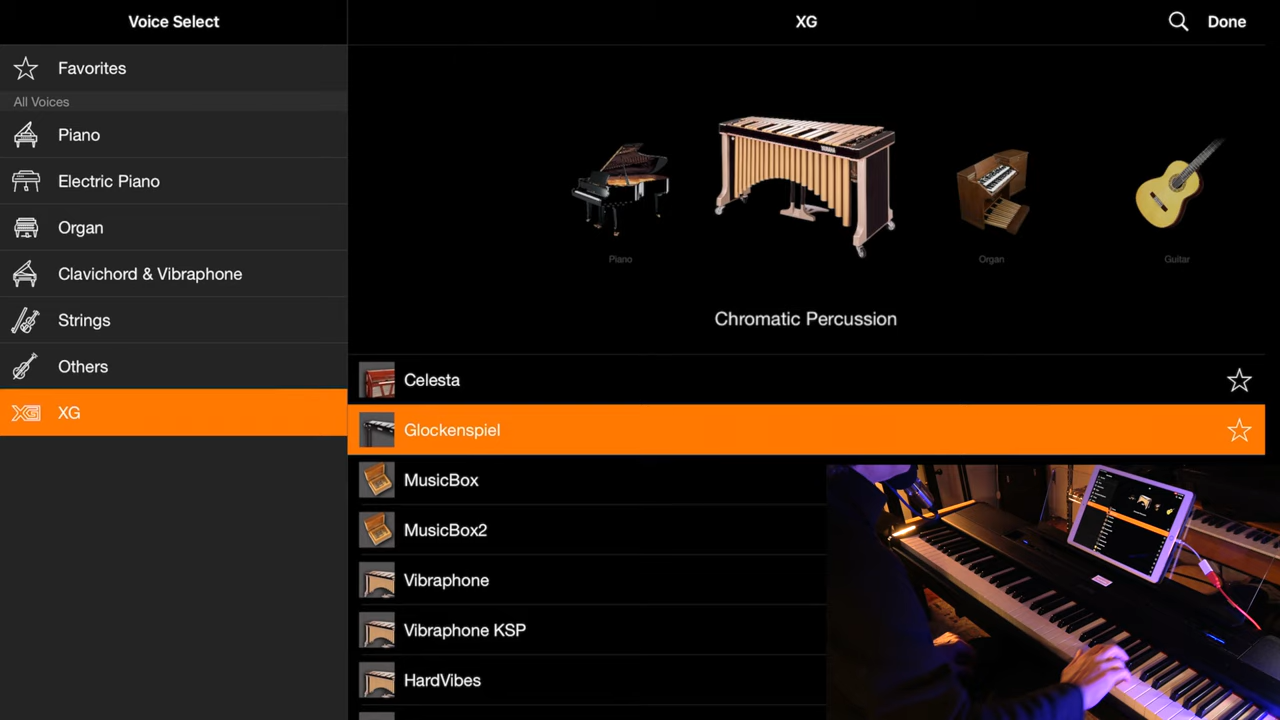 Voice Select
XG
Done
Favorites
All Voices
Piano
Electric Piano
Organ
Clavichord & Vibraphone
Strings
Others
XG XG
Piano
Organ
Guitar
Chromatic Percussion
Celesta
Glockenspiel
MusicBox
MusicBox2
Vibraphone
Vibraphone KSP
HardVibes